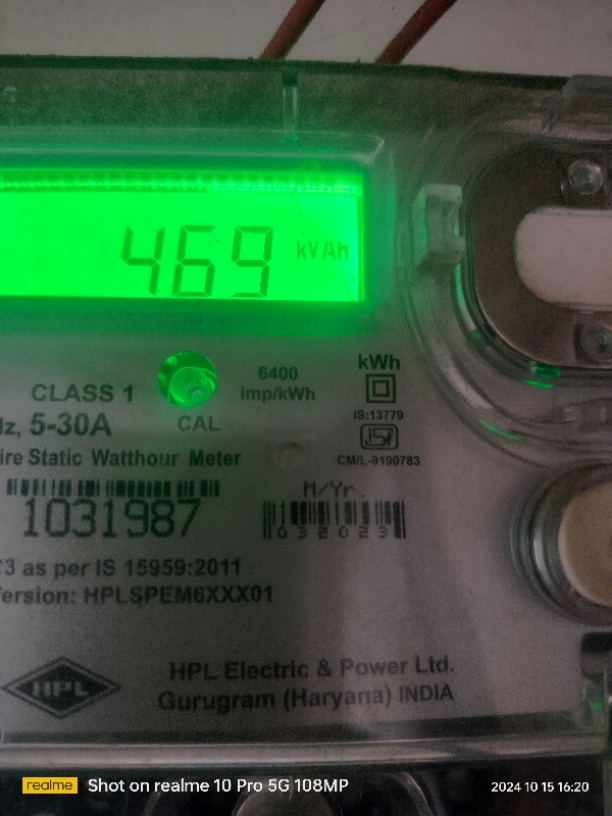 469 kVAh
CLASS 1
CAL
6400
imp/kWh
kWh
IS:13779
CM/L-9190783
Hz, 5-30A
ire Static Watthour Meter
1031987
M/Yr.
032023
C3 as per IS 15959:2011
ersion: HPLSPEM6XXX01
HPL
HPL Electric & Power Ltd.
Gurugram (Haryana) INDIA
realme Shot on realme 10 Pro 5G 108MP
2024 10 15 16:20